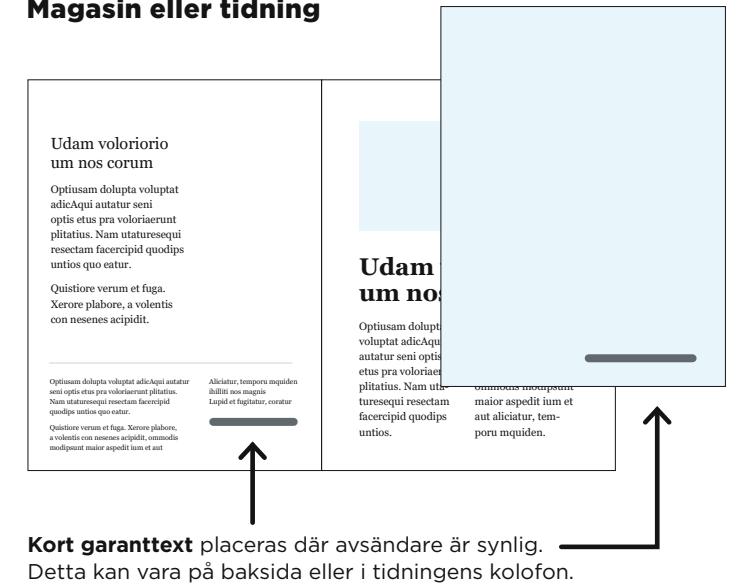 Magasin eller tidning
Udam voloriorio
um nos corum
Optiusam dolupta voluptat
adicAqui autatur seni
optis etus pra voloriaerunt
plitatius. Nam utaturesequi
resectam facercipid quodips
untios quo eatur.
Quistiore verum et fuga.
Xerore plabore, a volentis
con nesenes acipidit.
Optiusam dolupta voluptat adicAqui autatur
seni optis etus pra voloriaerunt plitatius.
Nam utaturesequi resectam facercipid
quodips untios quo eatur.
Quistiore verum et fuga. Xerore plabore,
a volentis con nesenes acipidit, ommodis
modipsunt maior aspedit ium et aut
Aliciatur, temporu mquiden
ihilliti nos magnis
Lupid et fugitatur, coratur
Udam
um nos
Optiusam dolupt
voluptat adicAqu
autatur seni optis
etus pra voloriaer
plitatius. Nam uta-
turesequi resectam
facercipid quodips
untios.
ommodis modipsunt
maior aspedit ium et
aut aliciatur, tem-
poru mquiden.
Kort garanttext placeras där avsändare är synlig.
Detta kan vara på baksida eller i tidningens kolofon.